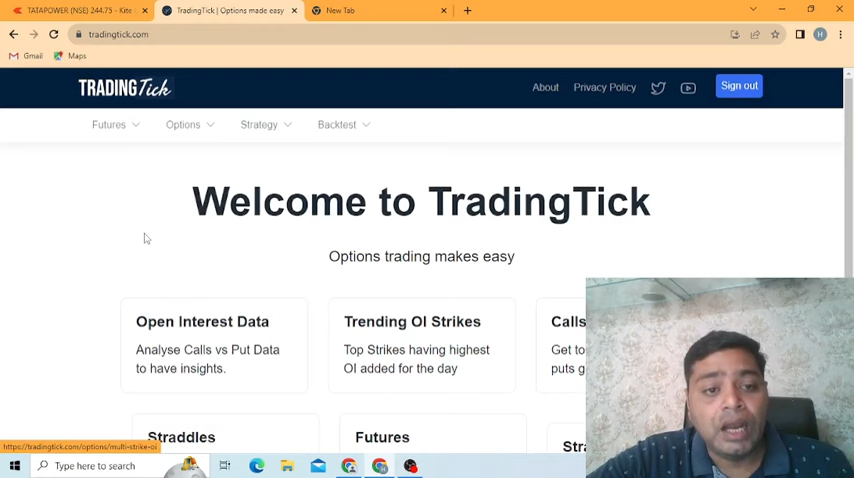 TATAPOWER (NSE) 244.75 - Kite
TradingTick | Options made easy
New Tab
tradingtick.com
H
Gmail
Maps
TRADINGTick
About
Privacy Policy
Sign out
Futures
Options
Strategy
Backtest
Welcome to TradingTick
Options trading makes easy
Open Interest Data
Analyse Calls vs Put Data
to have insights.
Trending OI Strikes
Top Strikes having highest
OI added for the day
Calls
Get to
puts g
Straddles
Futures
Stra
https://tradingtick.com/options/multi-strike-oi
Type here to search